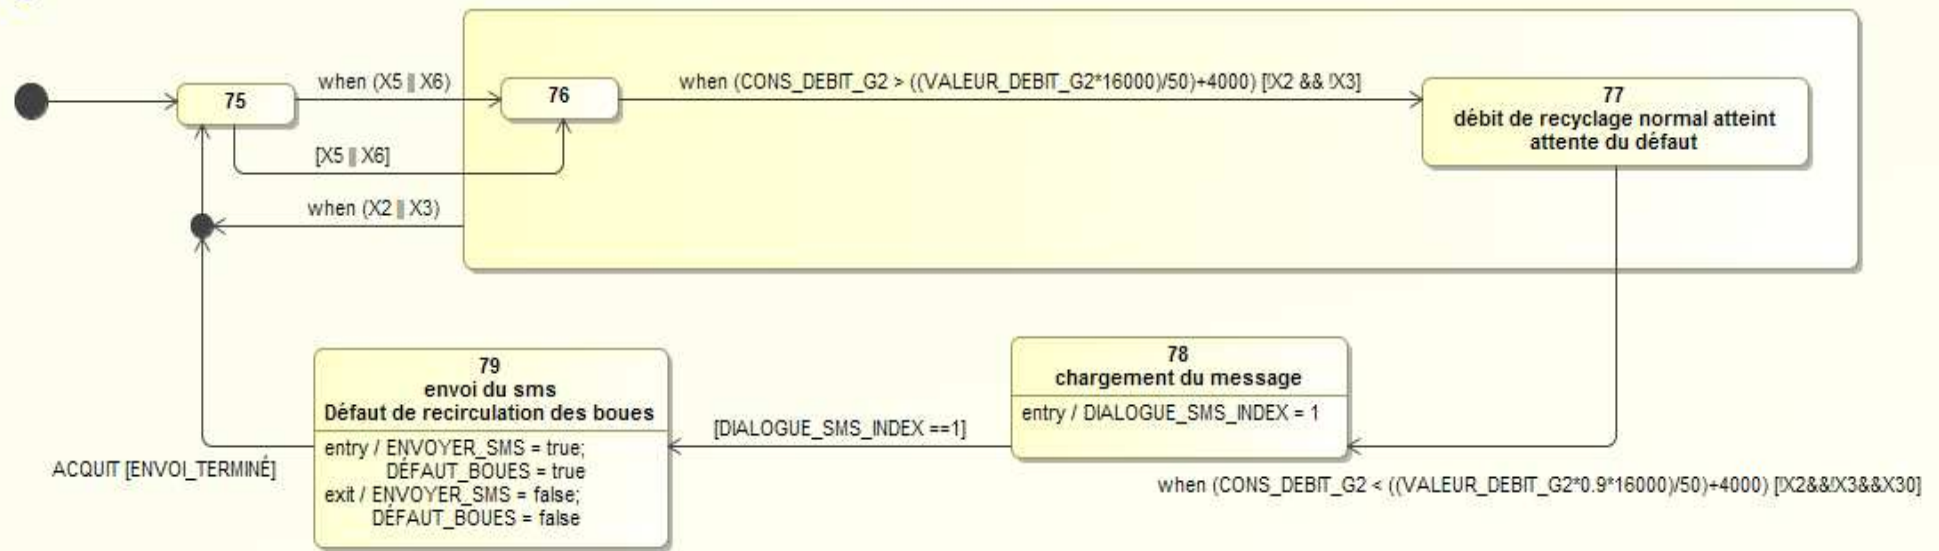 when (X5 || X6)
when (CONS_DEBIT_G2 > ((VALEUR_DEBIT_G2*16000)/50)+4000) [!X2 && !X3]
75
76
77
débit de recyclage normal atteint
attente du défaut
[X5 || X6]
when (X2 || X3)
78
chargement du message
entry / DIALOGUE_SMS_INDEX = 1
79
envoi du sms
Défaut de recirculation des boues
entry / ENVOYER_SMS = true;
DÉFAUT_BOUES = true
exit / ENVOYER_SMS = false;
DÉFAUT_BOUES = false
[DIALOGUE_SMS_INDEX ==1]
ACQUIT [ENVOI_TERMINÉ]
when (CONS_DEBIT_G2 < ((VALEUR_DEBIT_G2*0.9*16000)/50)+4000) [!X2&&!X3&&X30]